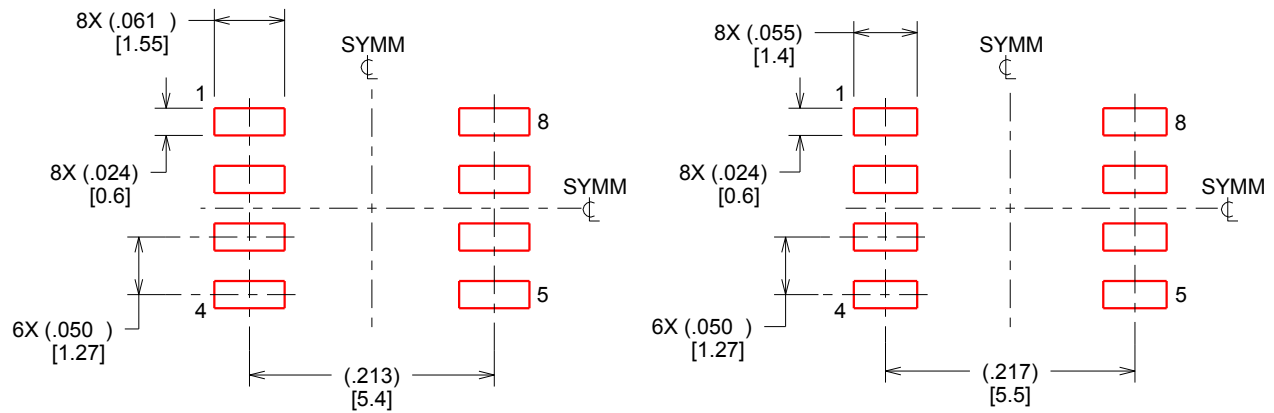 8X (.061 )
[1.55]
SYMM
℄
1
8
8X (.024)
[0.6]
SYMM
℄
6X (.050 )
[1.27]
4
5
(.213)
[5.4]
8X (.055)
[1.4]
SYMM
℄
1
8
8X (.024)
[0.6]
SYMM
℄
6X (.050 )
[1.27]
4
5
(.217)
[5.5]